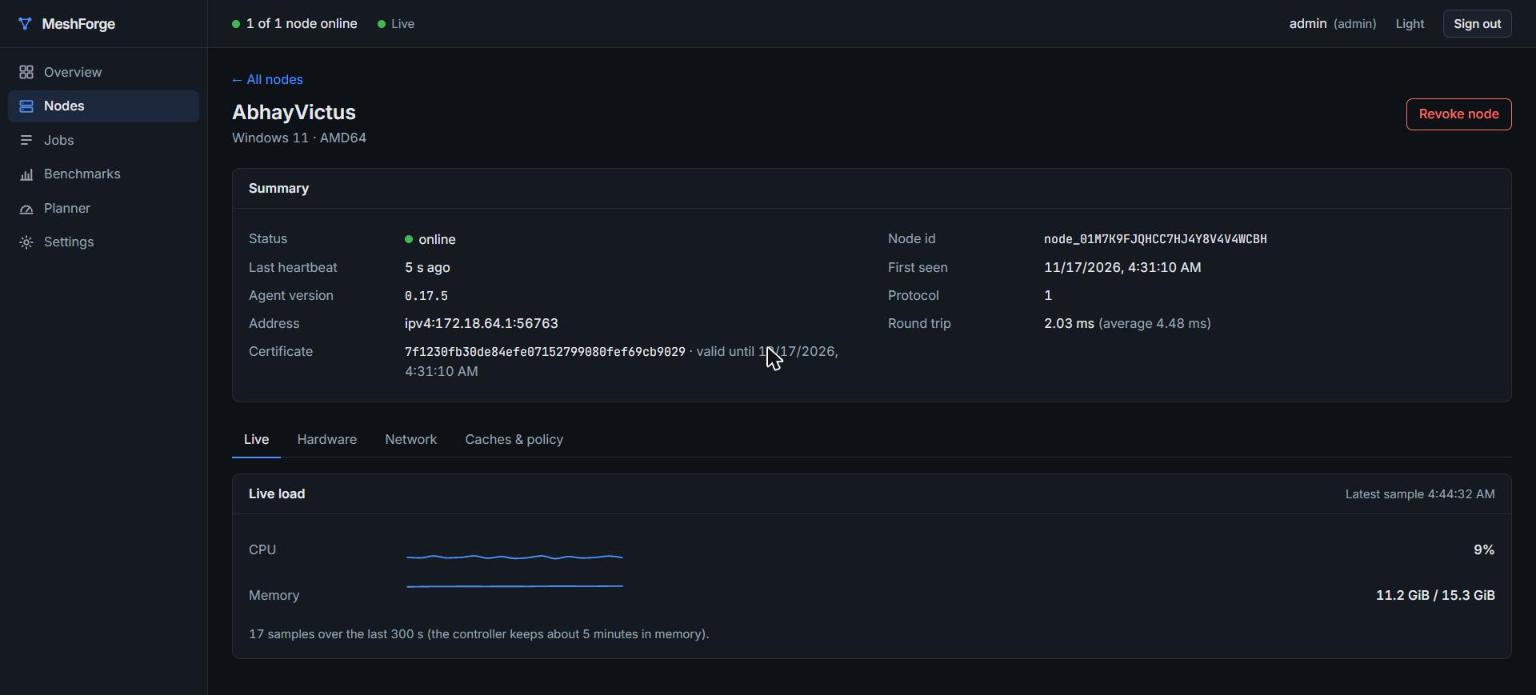 MeshForge
1 of 1 node online
Live
admin (admin)
Light
Sign out
Overview
Nodes
Jobs
Benchmarks
Planner
Settings
← All nodes
AbhayVictus
Windows 11 · AMD64
Revoke node
Summary
Status
online
Last heartbeat
5 s ago
Agent version
0.17.5
Address
ipv4:172.18.64.1:56763
Certificate
7f1230fb30de84efe07152799080fef69cb9029 · valid until
4:31:10 AM
Node id
node_01M7K9FJQHCC7HJ4Y8V4V4WCBH
First seen
11/17/2026, 4:31:10 AM
Protocol
1
Round trip
2.03 ms (average 4.48 ms)
Live
Hardware
Network
Caches & policy
Live load
Latest sample 4:44:32 AM
CPU
9%
Memory
11.2 GiB / 15.3 GiB
17 samples over the last 300 s (the controller keeps about 5 minutes in memory).